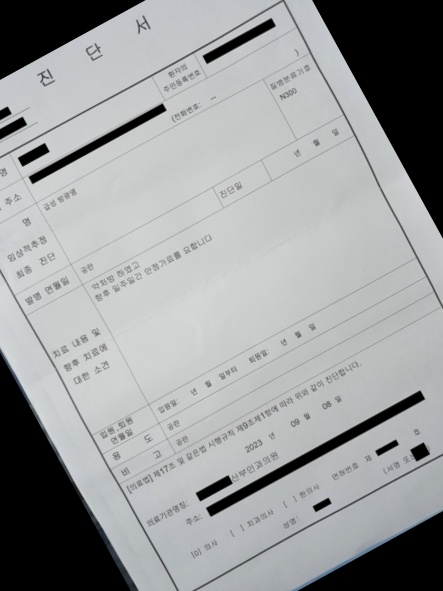 진 단 서
환자의
주민등록번호
명
(전화번호: - )
주소
질병분류기호
명
급성 방광염
N300
임상적추정
최종 진단
진단일
년 월 일
발병 연월일
공란
치료 내용 및
향후 치료에
대한 소견
약처방 하였고
향후 일주일간 안정가료를 요합니다
입원,퇴원
연월일
입원일: 년 월 일부터 퇴원일: 년 월 일
용 도
공란
비 고
공란
[의료법] 제17조 및 같은법 시행규칙 제9조제1항에 따라 위와 같이 진단합니다.
2023 년 09 월 08 일
의료기관명칭: 산부인과의원
주소:
[o] 의사 [ ] 치과의사 [ ] 한의사 면허번호 제 호
성명: (서명 또는